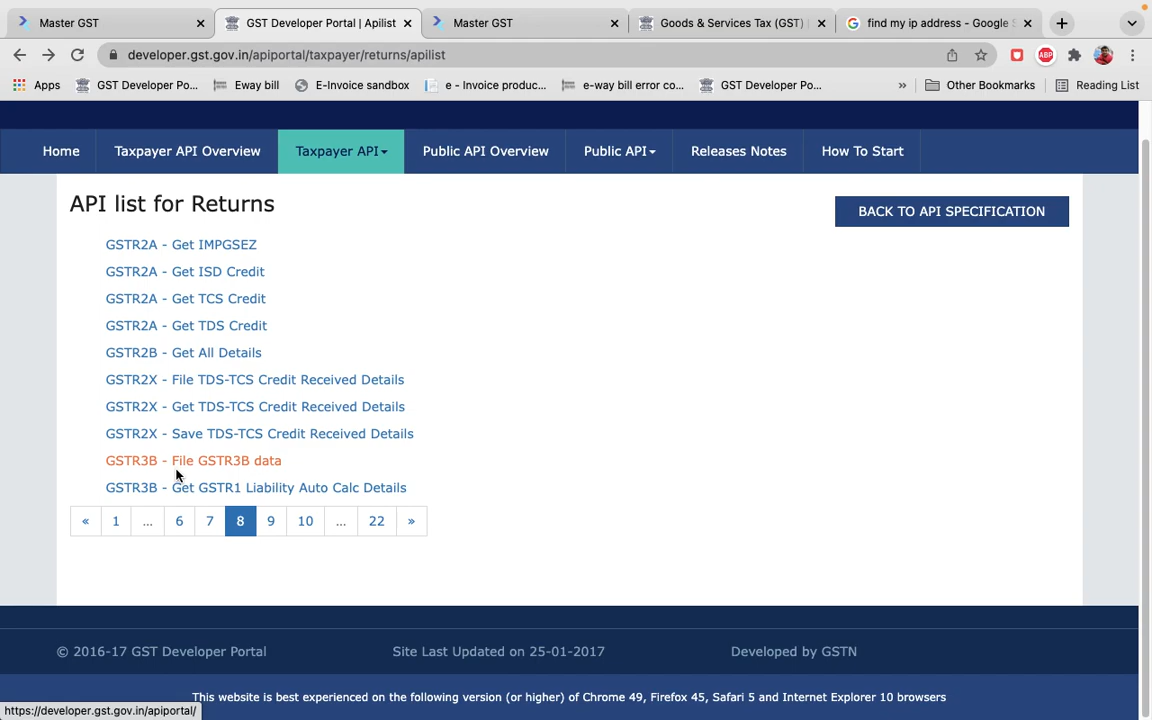 Master GST
GST Developer Portal | Apilist
Master GST
Goods & Services Tax (GST)
find my ip address - Google S
developer.gst.gov.in/apiportal/taxpayer/returns/apilist
ABP
Apps
GST Developer Po...
Eway bill
E-Invoice sandbox
e - Invoice produc...
e-way bill error co...
GST Developer Po...
»
Other Bookmarks
Reading List
Home
Taxpayer API Overview
Taxpayer API
Public API Overview
Public API
Releases Notes
How To Start
API list for Returns
BACK TO API SPECIFICATION
GSTR2A - Get IMPGSEZ
GSTR2A - Get ISD Credit
GSTR2A - Get TCS Credit
GSTR2A - Get TDS Credit
GSTR2B - Get All Details
GSTR2X - File TDS-TCS Credit Received Details
GSTR2X - Get TDS-TCS Credit Received Details
GSTR2X - Save TDS-TCS Credit Received Details
GSTR3B - File GSTR3B data
GSTR3B - Get GSTR1 Liability Auto Calc Details
« 1 ... 6 7 8 9 10 ... 22 »
© 2016-17 GST Developer Portal
Site Last Updated on 25-01-2017
Developed by GSTN
This website is best experienced on the following version (or higher) of Chrome 49, Firefox 45, Safari 5 and Internet Explorer 10 browsers
https://developer.gst.gov.in/apiportal/